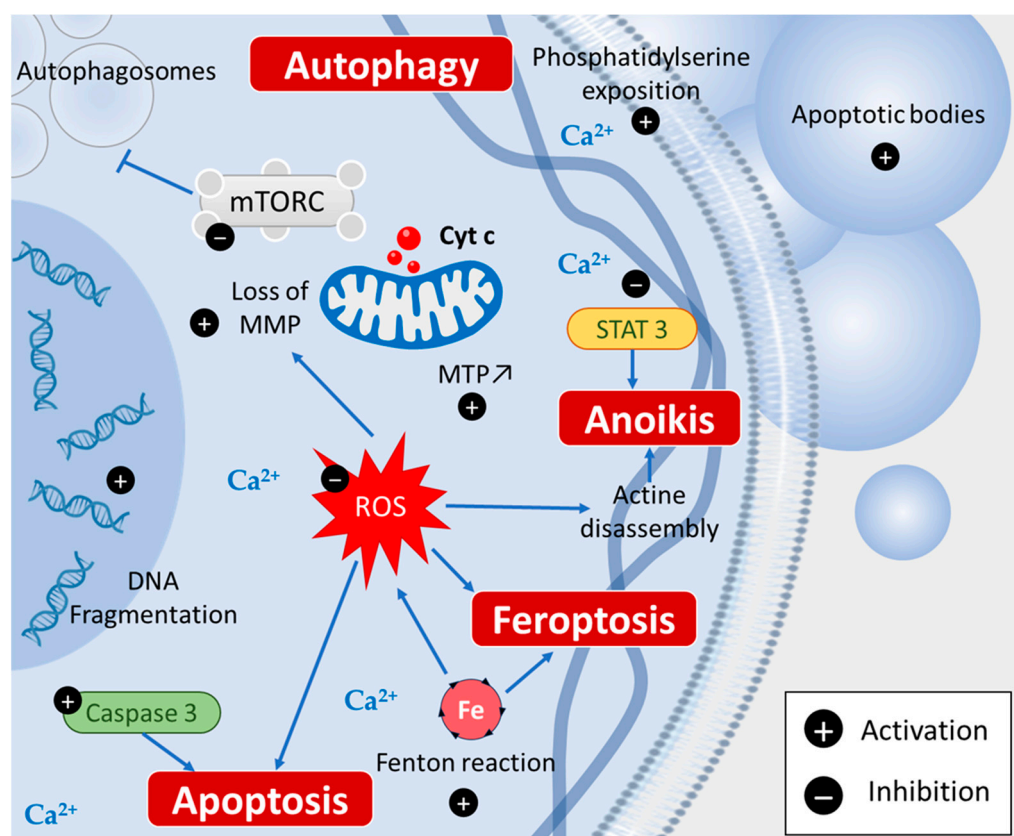 Autophagy
Phosphatidylserine
exposition
+
Ca²⁺
Autophagosomes
Apoptotic bodies
+
mTORC
−
Cyt c
Ca²⁺
−
Loss of
MMP
+
STAT 3
MTP↗
+
Anoikis
+
Ca²⁺
−
ROS
Actine
disassembly
DNA
Fragmentation
Feroptosis
+
Caspase 3
Ca²⁺
Fe
Fenton reaction
+
Apoptosis
Ca²⁺
+ Activation
− Inhibition